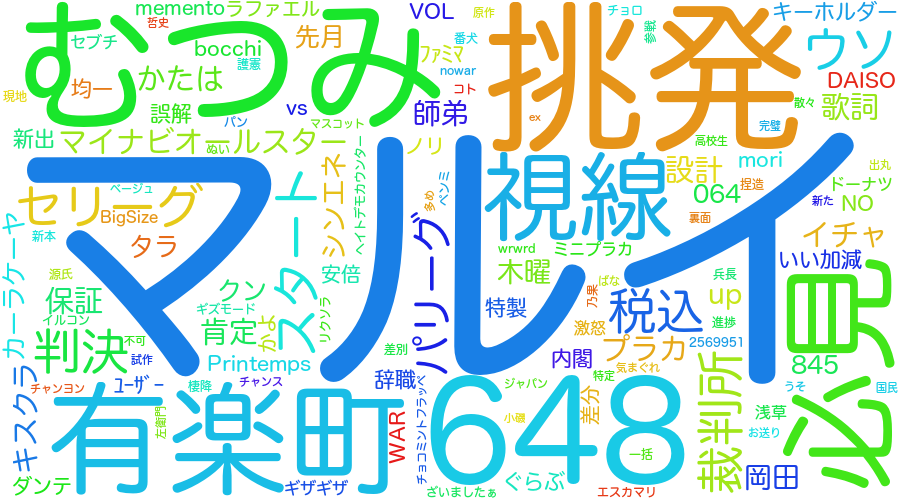 むつみ
挑発
マルイ
有楽町
648
必見
視線
セリーグ
スタート
パリーグ
税込
判決
裁判所
マイナビオールスター
mementoラファエル
哲史
VOL
原作
チョロ
参戦
キーホルダー
セブチ
bocchi
護憲
先月
ファミマ
番犬
nowar
コト
ウソ
DAISO
散々
歌詞
現地
均一
かたは
誤解
パン
vs
マスコット
師弟
ex
高校生
完璧
新出
ぬい
ノリ
設計
mori
出丸
捏造
ドーナツ
064
裏面
新た
NO
ページュ
BigSize
シンエネ
ヘイトデモカウンター
多め
ペンミ
タラ
カーラケーヤ
新本
wrwrd
ミニプラカ
イチャ
木曜
いい加減
源氏
クン
安倍
ばな
兵長
保証
ギズモード
リクソラ
特製
乃果
up
イルコン
肯定
かよ
激怒
進捗
不可
試作
差別
内閣
プラカ
2569951
Printemps
気まぐれ
845
キスクラ
チャンヨン
ユーザー
棲降
チャンス
辞職
チョコミントフラッペ
ジャパン
特定
うそ
国民
差分
WAR
小磯
浅草
左衛門
お送り
一括
ダンテ
ギザギザ
ざいましたぁ
ぐらぶ
エスカマリ
岡田